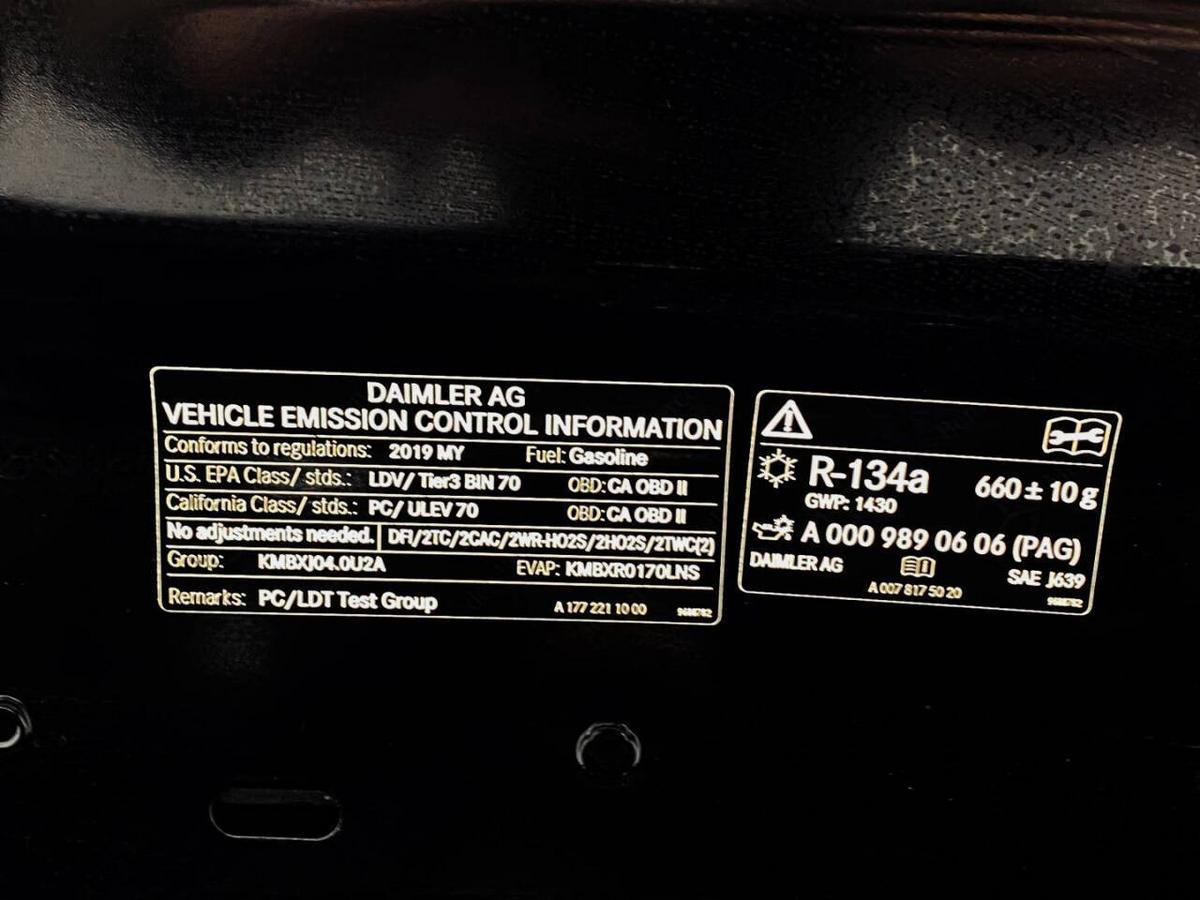 DAIMLER AG
VEHICLE EMISSION CONTROL INFORMATION
Conforms to regulations: 2019 MY Fuel: Gasoline
U.S. EPA Class/ stds.: LDV/ Tier3 BIN 70 OBD: CA OBD II
California Class/ stds.: PC/ ULEV 70 OBD: CA OBD II
No adjustments needed. DFI/2TC/2CAC/2WR-HO2S/2HO2S/2TWC(2)
Group: KMBXJ04.0U2A EVAP: KMBXR0170LNS
Remarks: PC/LDT Test Group A 177 221 10 00
R-134a 660 ± 10 g
GWP: 1430
A 000 989 06 06 (PAG)
DAIMLER AG SAE J639
A 007 817 50 20